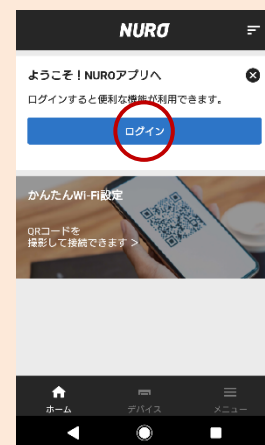 NURO
ようこそ！NUROアプリへ
ログインすると便利な機能が利用できます。
ログイン
かんたんWi-Fi設定
QRコードを
撮影して接続できます >
ホーム
デバイス
メニュー